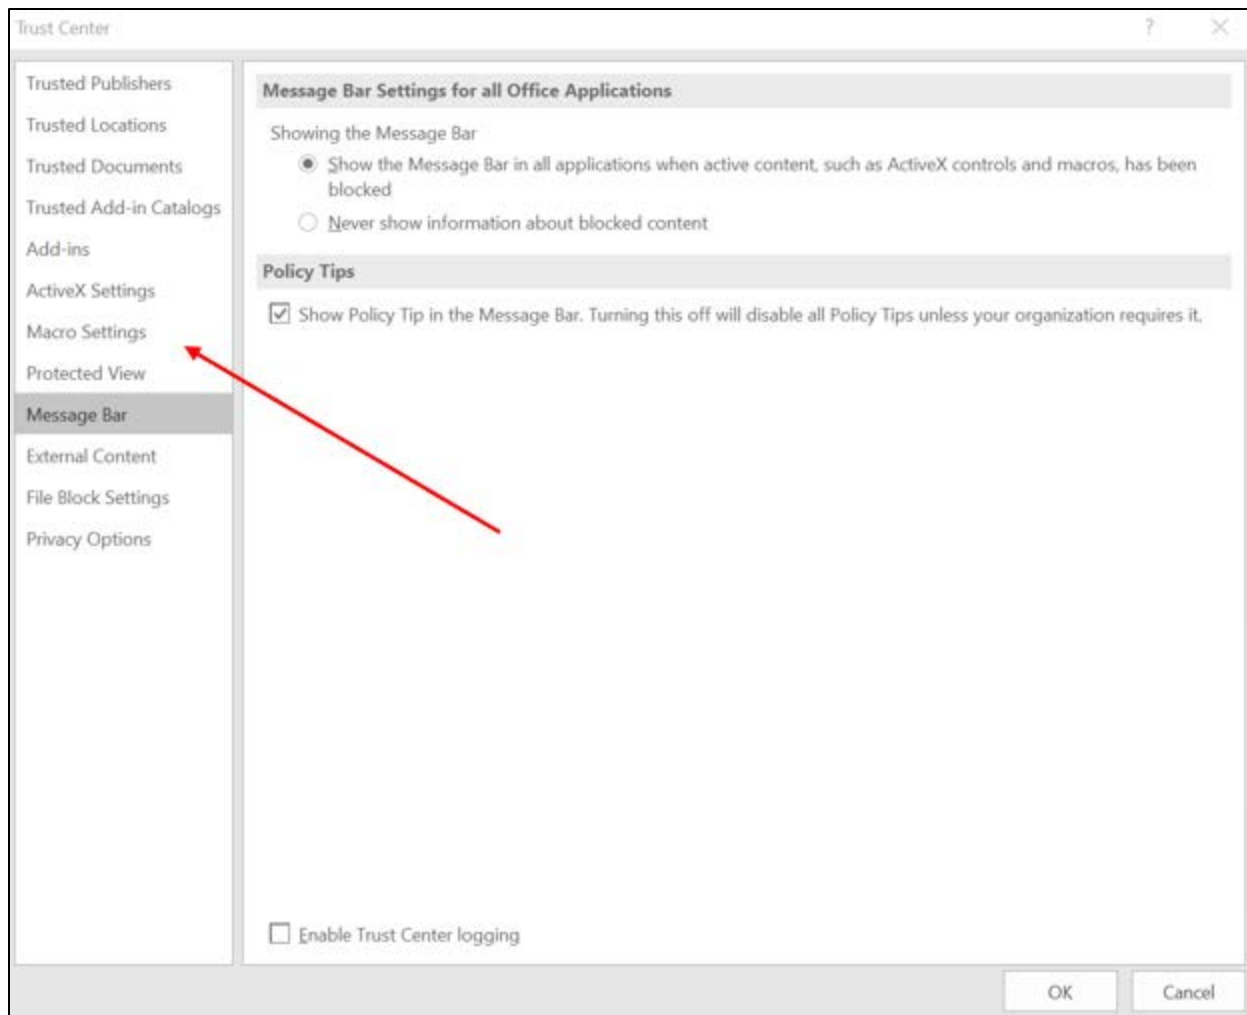 Trust Center
?
Trusted Publishers
Trusted Locations
Trusted Documents
Trusted Add-in Catalogs
Add-ins
ActiveX Settings
Macro Settings
Protected View
Message Bar
External Content
File Block Settings
Privacy Options
Message Bar Settings for all Office Applications
Showing the Message Bar
Show the Message Bar in all applications when active content, such as ActiveX controls and macros, has been
blocked
Never show information about blocked content
Policy Tips
Show Policy Tip in the Message Bar. Turning this off will disable all Policy Tips unless your organization requires it.
Enable Trust Center logging
OK
Cancel